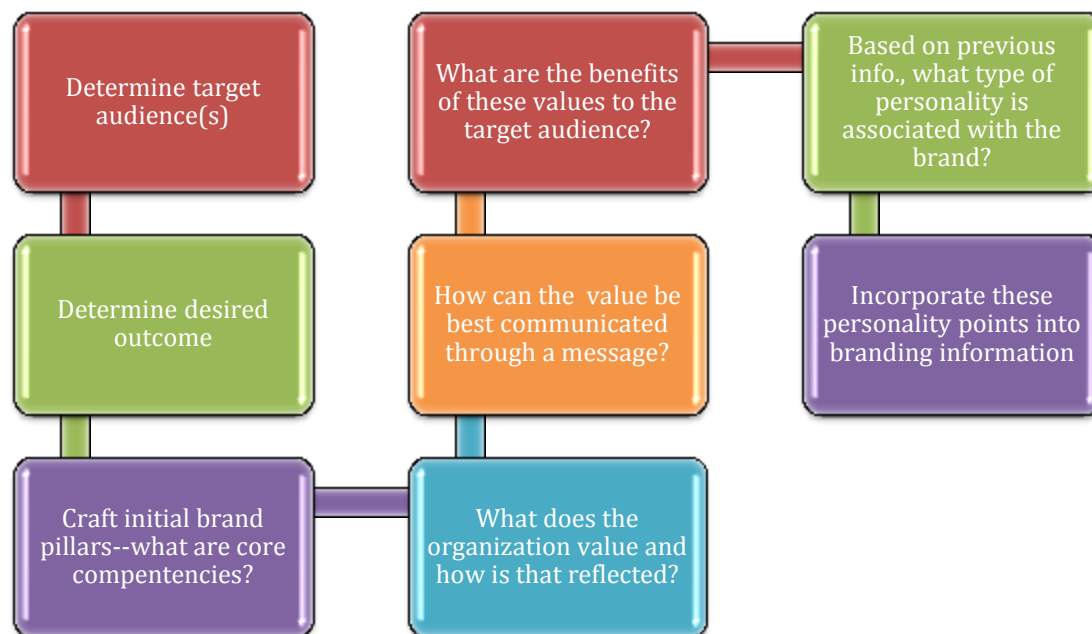 Determine target
audience(s)
Determine desired
outcome
Craft initial brand
pillars--what are core
compentencies?
What does the
organization value and
how is that reflected?
How can the  value be
best communicated
through a message?
What are the benefits
of these values to the
target audience?
Based on previous
info., what type of
personality is
associated with the
brand?
Incorporate these
personality points into
branding information